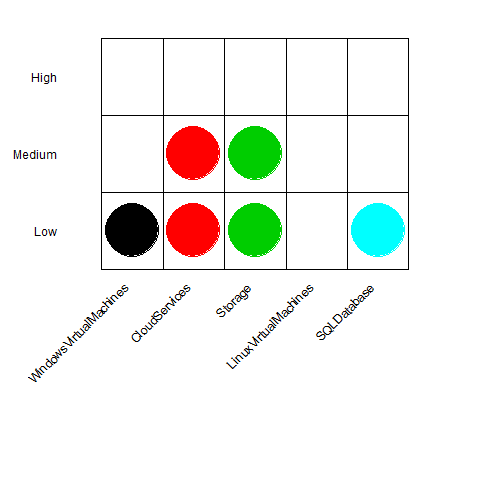 High
Medium
Low
WindowsVirtualMachines
CloudServices
Storage
LinuxVirtualMachines
SQLDatabase